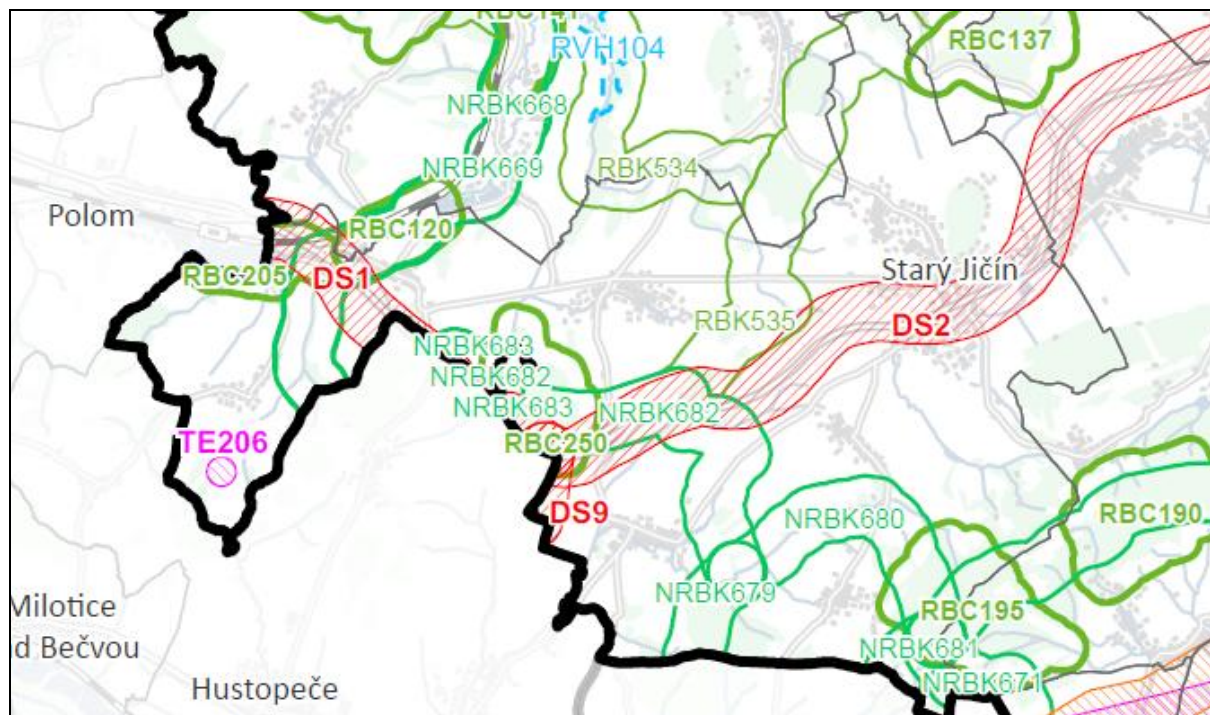 RBC141
RVH104
RBC137
NRBK668
NRBK669
RBK534
Polom
RBC120
RBC205
DS1
Starý Jičín
RBK535
DS2
NRBK683
NRBK682
NRBK683
NRBK682
RBC250
TE206
DS9
NRBK680
RBC190
NRBK679
RBC195
Milotice
d Bečvou
NRBK681
NRBK671
Hustopeče